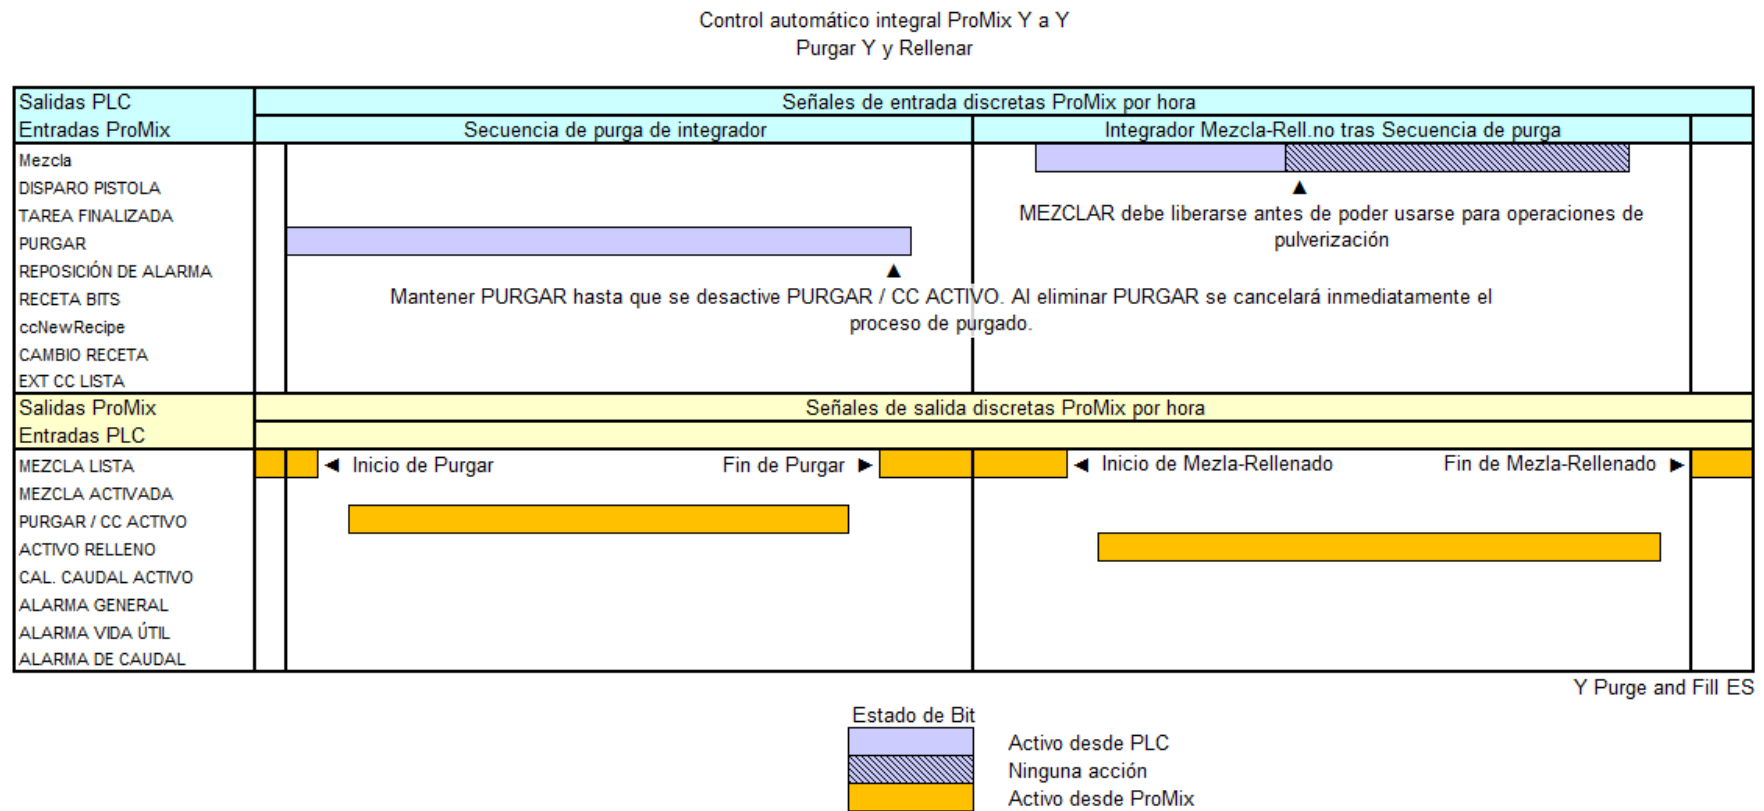 Control automático integral ProMix Y a Y
Purgar Y y Rellenar
Salidas PLC
Señales de entrada discretas ProMix por hora
Entradas ProMix
Secuencia de purga de integrador
Integrador Mezcla-Rell.no tras Secuencia de purga
Mezcla
DISPARO PISTOLA
TAREA FINALIZADA
MEZCLAR debe liberarse antes de poder usarse para operaciones de
pulverización
PURGAR
REPOSICIÓN DE ALARMA
RECETA BITS
Mantener PURGAR hasta que se desactive PURGAR / CC ACTIVO. Al eliminar PURGAR se cancelará inmediatamente el
proceso de purgado.
ccNewRecipe
CAMBIO RECETA
EXT CC LISTA
Salidas ProMix
Señales de salida discretas ProMix por hora
Entradas PLC
MEZCLA LISTA
◄ Inicio de Purgar
Fin de Purgar ►
◄ Inicio de Mezla-Rellenado
Fin de Mezla-Rellenado ►
MEZCLA ACTIVADA
PURGAR / CC ACTIVO
ACTIVO RELLENO
CAL. CAUDAL ACTIVO
ALARMA GENERAL
ALARMA VIDA ÚTIL
ALARMA DE CAUDAL
Y Purge and Fill ES
Estado de Bit
Activo desde PLC
Ninguna acción
Activo desde ProMix